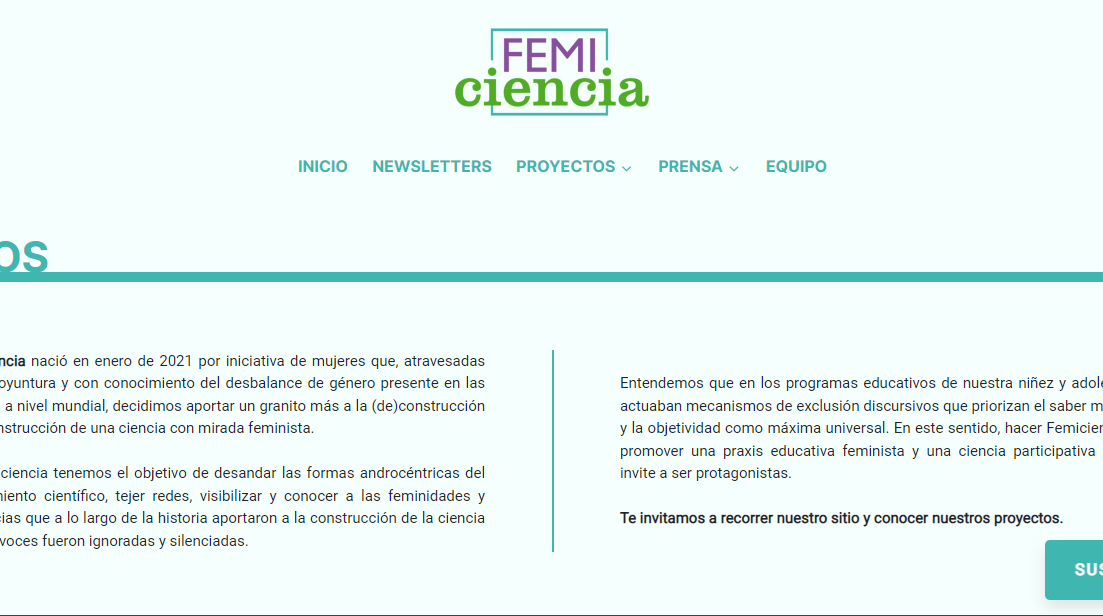 FEMI
ciencia
INICIO NEWSLETTERS PROYECTOS PRENSA EQUIPO
OS
ncia nació en enero de 2021 por iniciativa de mujeres que, atravesadas
oyuntura y con conocimiento del desbalance de género presente en las
a nivel mundial, decidimos aportar un granito más a la (de)construcción
nstrucción de una ciencia con mirada feminista.
ciencia tenemos el objetivo de desandar las formas androcéntricas del
miento científico, tejer redes, visibilizar y conocer a las feminidades y
cias que a lo largo de la historia aportaron a la construcción de la ciencia
voces fueron ignoradas y silenciadas.
Entendemos que en los programas educativos de nuestra niñez y adole
actuaban mecanismos de exclusión discursivos que priorizan el saber m
y la objetividad como máxima universal. En este sentido, hacer Femicien
promover una praxis educativa feminista y una ciencia participativa
invite a ser protagonistas.
Te invitamos a recorrer nuestro sitio y conocer nuestros proyectos.
SUS